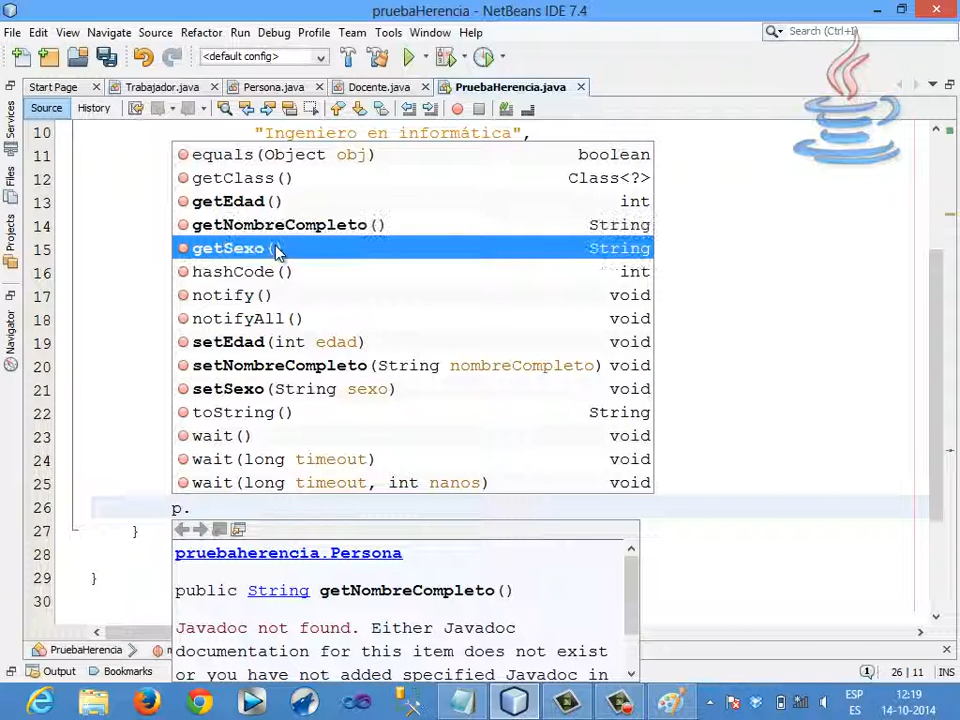 pruebaHerencia - NetBeans IDE 7.4
File Edit View Navigate Source Refactor Run Debug Profile Team Tools Window Help
Search (Ctrl+I)
<default config>
Start Page Trabajador.java Persona.java Docente.java PruebaHerencia.java
Source History
Services
Files
Projects
Navigator
10 "Ingeniero en informática",
11 equals(Object obj) boolean
12 getClass() Class<?>
13 getEdad() int
14 getNombreCompleto() String
15 getSexo() String
16 hashCode() int
17 notify() void
18 notifyAll() void
19 setEdad(int edad) void
20 setNombreCompleto(String nombreCompleto) void
21 setSexo(String sexo) void
22 toString() String
23 wait() void
24 wait(long timeout) void
25 wait(long timeout, int nanos) void
26 p.
27 }
28
29 }
30
pruebaherencia.Persona
public String getNombreCompleto()
Javadoc not found. Either Javadoc
documentation for this item does not exist
or you have not added specified Javadoc in
PruebaHerencia
Output Bookmarks
1 26 | 11 INS
ESP 12:19
ES 14-10-2014